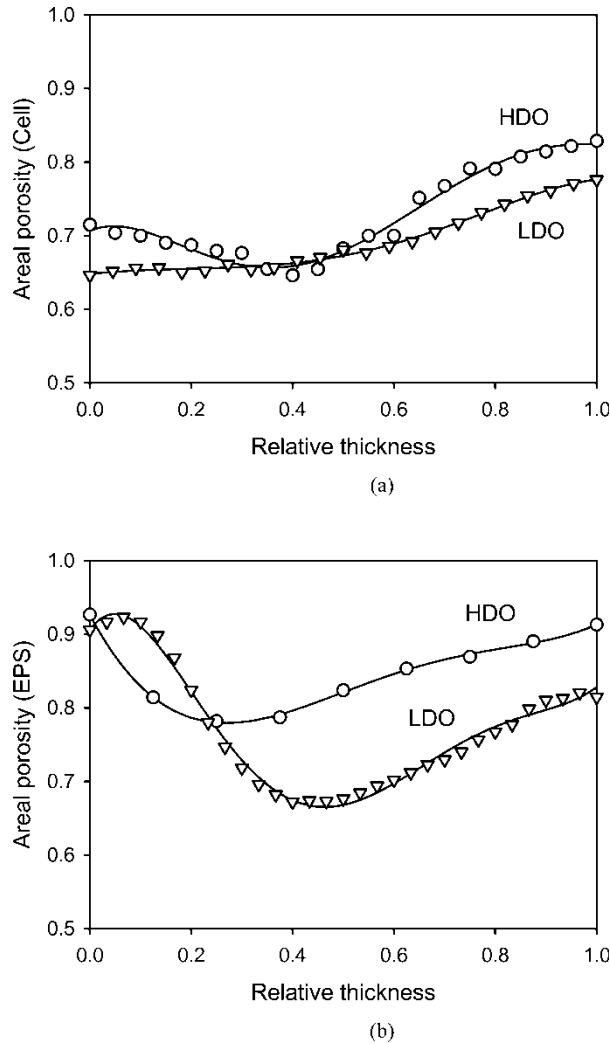 1.0
0.9
0.8
0.7
0.6
0.5
Areal porosity (Cell)
HDO
LDO
0.0 0.2 0.4 0.6 0.8 1.0
Relative thickness
(a)
1.0
0.9
0.8
0.7
0.6
0.5
Areal porosity (EPS)
HDO
LDO
0.0 0.2 0.4 0.6 0.8 1.0
Relative thickness
(b)